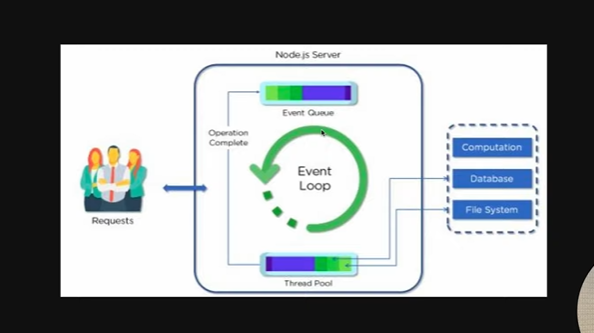 Node.js Server
Event Queue
Operation
Complete
Event
Loop
Requests
Thread Pool
Computation
Database
File System